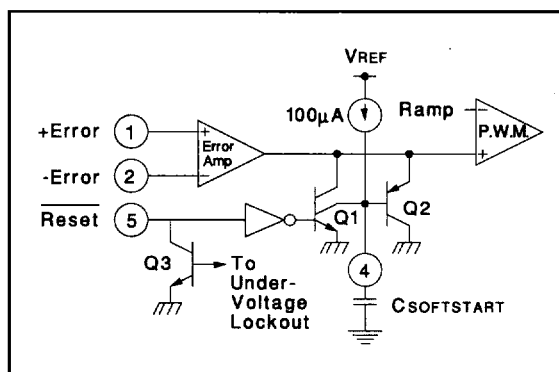 VREF
100µA
Ramp
P.W.M.
+Error
1
+
Error
Amp
-Error
2
−
−
+
Reset
5
Q1
Q2
Q3
To
Under-
Voltage
Lockout
4
CSOFTSTART